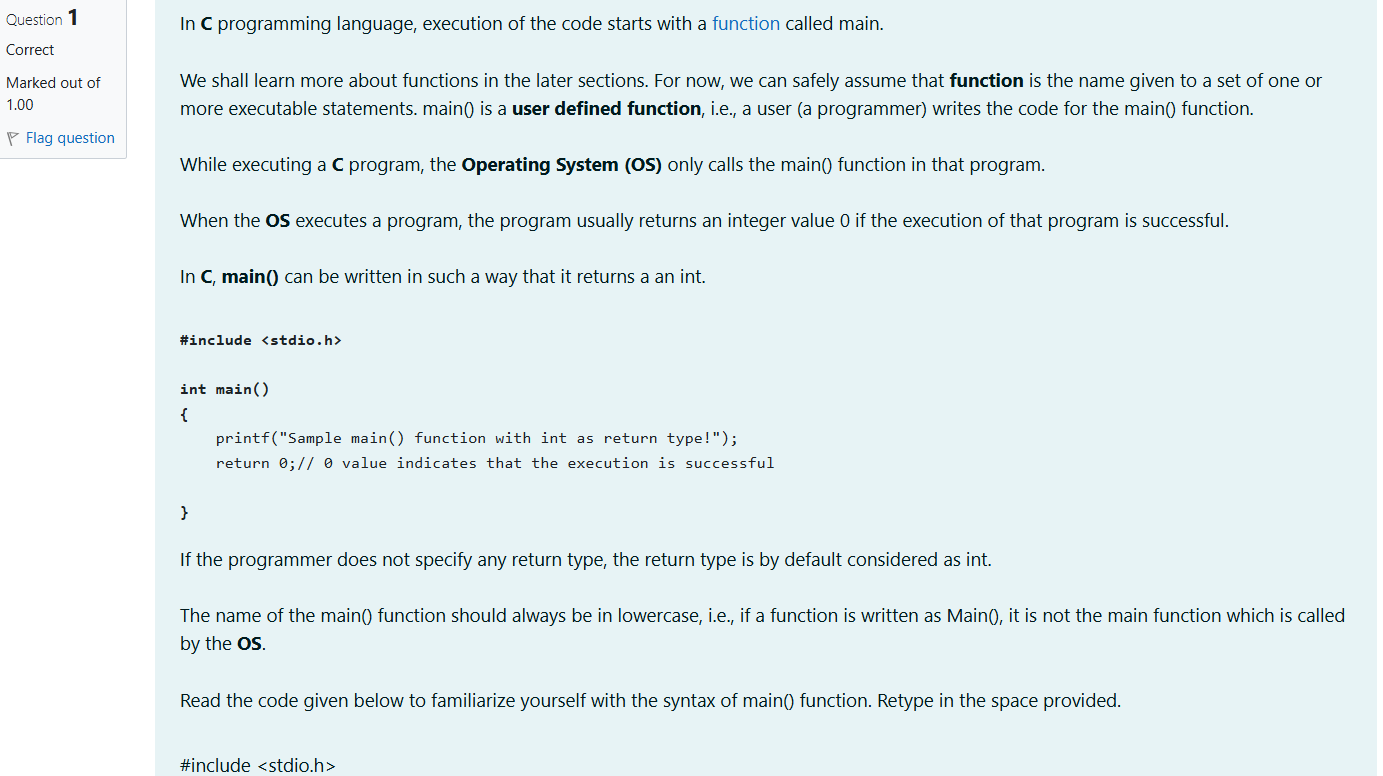 Question 1
Correct
Marked out of
1.00
Flag question
In C programming language, execution of the code starts with a function called main.
We shall learn more about functions in the later sections. For now, we can safely assume that function is the name given to a set of one or
more executable statements. main() is a user defined function, i.e., a user (a programmer) writes the code for the main() function.
While executing a C program, the Operating System (OS) only calls the main() function in that program.
When the OS executes a program, the program usually returns an integer value 0 if the execution of that program is successful.
In C, main() can be written in such a way that it returns a an int.
#include <stdio.h>
int main()
{
    printf("Sample main() function with int as return type!");
    return 0;// 0 value indicates that the execution is successful
}
If the programmer does not specify any return type, the return type is by default considered as int.
The name of the main() function should always be in lowercase, i.e., if a function is written as Main(), it is not the main function which is called
by the OS.
Read the code given below to familiarize yourself with the syntax of main() function. Retype in the space provided.
#include <stdio.h>